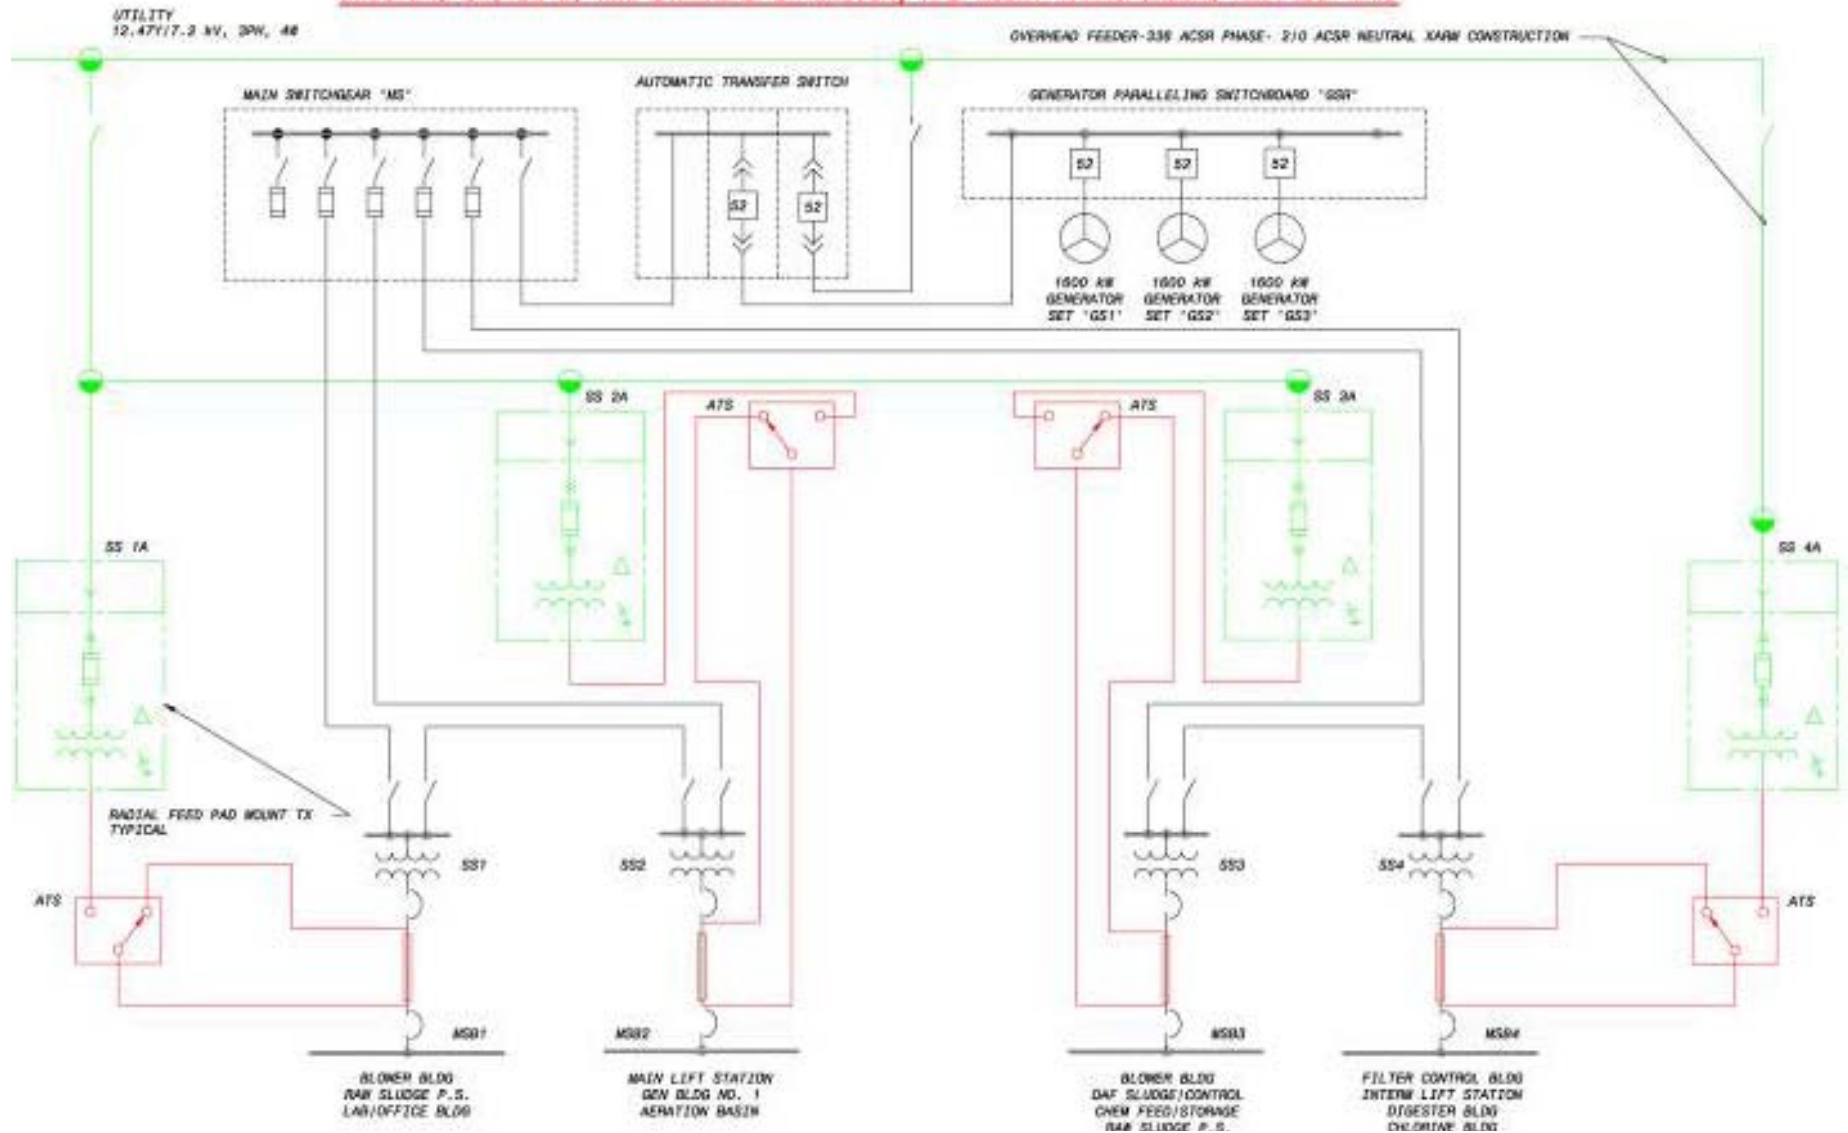 UTILITY
12.47Y/7.2 kV, 3PH, 4Ø
OVERHEAD FEEDER-336 ACSR PHASE- 2/0 ACSR NEUTRAL XARM CONSTRUCTION
MAIN SWITCHGEAR "MS"
AUTOMATIC TRANSFER SWITCH
GENERATOR PARALLELING SWITCHBOARD "GSR"
52
52
52
52
52
1600 KW
GENERATOR
SET "GS1"
1600 KW
GENERATOR
SET "GS2"
1600 KW
GENERATOR
SET "GS3"
SS 2A
ATS
ATS
SS 3A
SS 1A
SS 4A
RADIAL FEED PAD MOUNT TX
TYPICAL
SS1
SS2
SS3
SS4
ATS
ATS
MSB1
MSB2
MSB3
MSB4
BLOWER BLDG
RAW SLUDGE P.S.
LAB/OFFICE BLDG
MAIN LIFT STATION
GEN BLDG NO. 1
AERATION BASIN
BLOWER BLDG
DAF SLUDGE/CONTROL
CHEM FEED/STORAGE
RAW SLUDGE P.S.
FILTER CONTROL BLDG
INTERM LIFT STATION
DIGESTER BLDG
CHLORINE BLDG